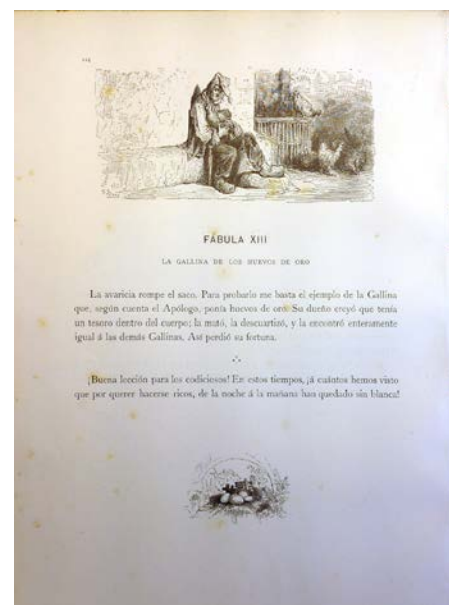 FÁBULA XIII
LA GALLINA DE LOS HUEVOS DE ORO
La avaricia rompe el saco. Para probarlo me basta el ejemplo de la Gallina
que, según cuenta el Apólogo, ponía huevos de oro. Su dueño creyó que tenía
un tesoro dentro del cuerpo; la mató, la descuartizó, y la encontró enteramente
igual á las demás Gallinas. Así perdió su fortuna.
¡Buena lección para los codiciosos! En estos tiempos, ¡á cuántos hemos visto
que por querer hacerse ricos, de la noche á la mañana han quedado sin blanca!